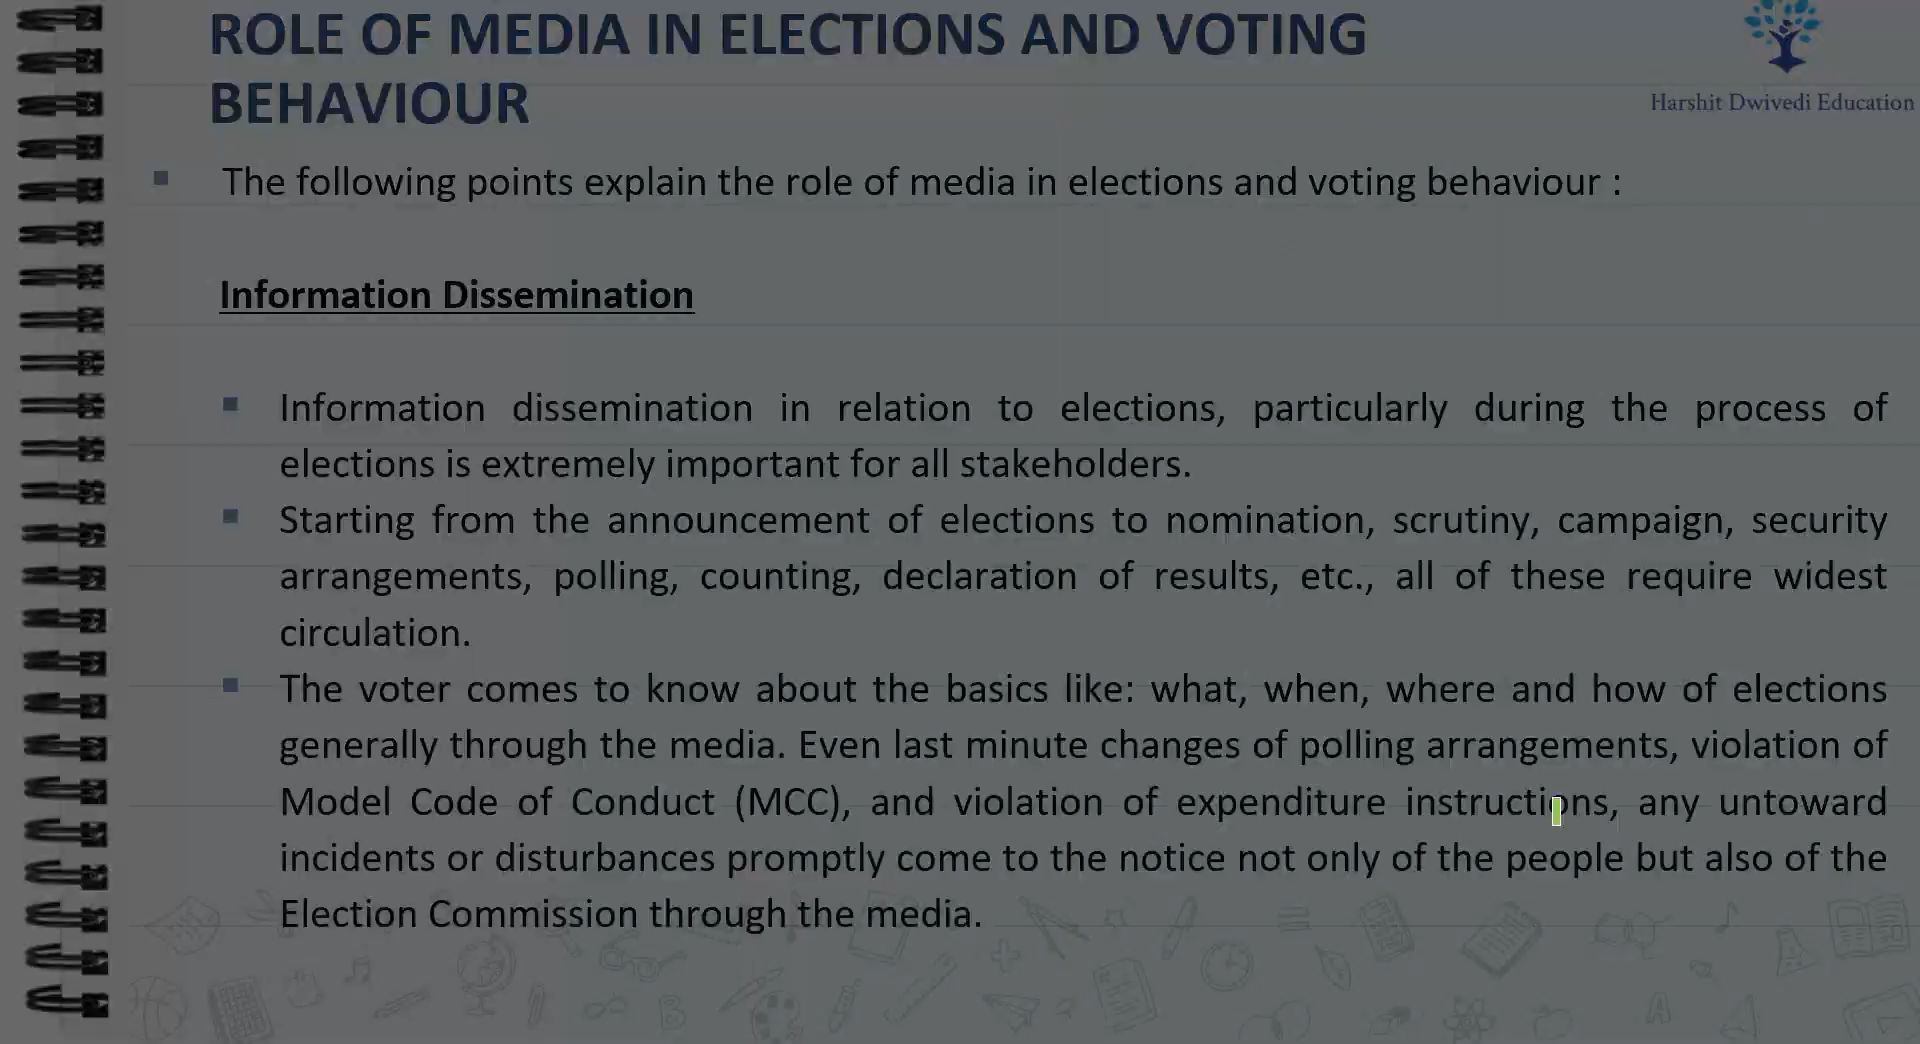 ROLE OF MEDIA IN ELECTIONS AND VOTING
BEHAVIOUR
Harshit Dwivedi Education
The following points explain the role of media in elections and voting behaviour :
Information Dissemination
Information dissemination in relation to elections, particularly during the process of
elections is extremely important for all stakeholders.
Starting from the announcement of elections to nomination, scrutiny, campaign, security
arrangements, polling, counting, declaration of results, etc., all of these require widest
circulation.
The voter comes to know about the basics like: what, when, where and how of elections
generally through the media. Even last minute changes of polling arrangements, violation of
Model Code of Conduct (MCC), and violation of expenditure instructions, any untoward
incidents or disturbances promptly come to the notice not only of the people but also of the
Election Commission through the media.